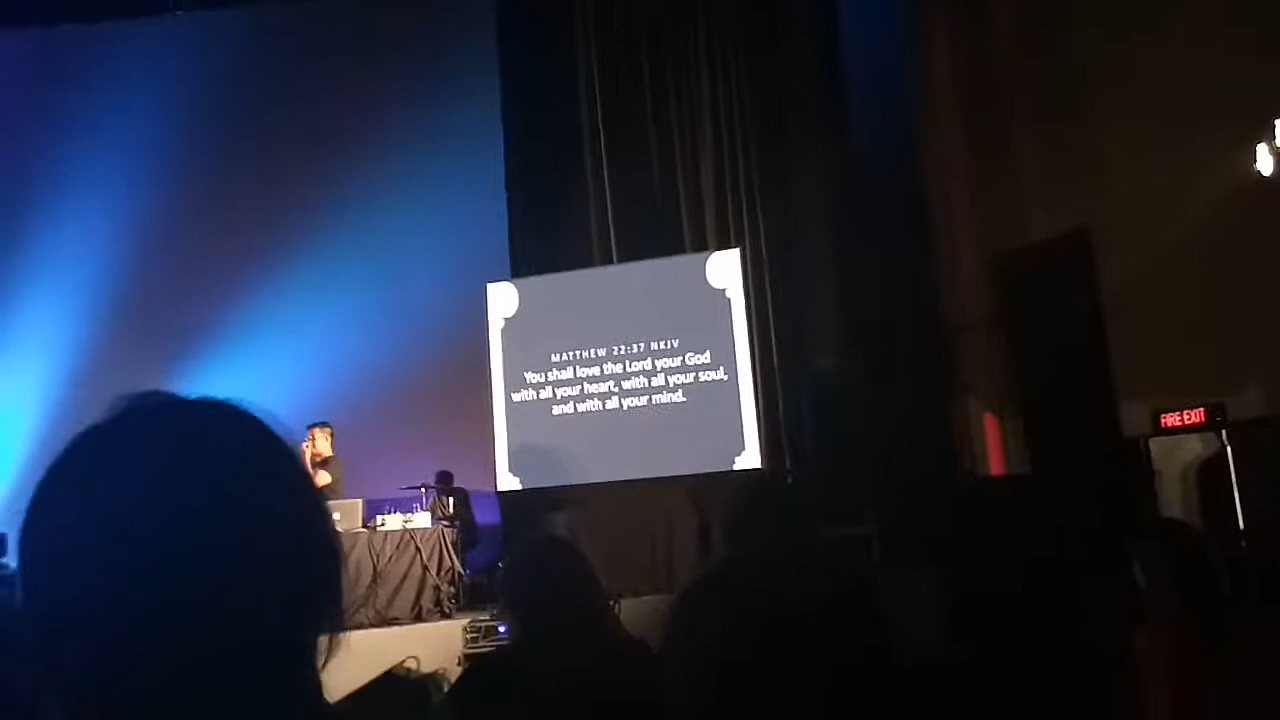 MATTHEW 22:37 NKJV
You shall love the Lord your God
with all your heart, with all your soul,
and with all your mind.
FIRE EXIT